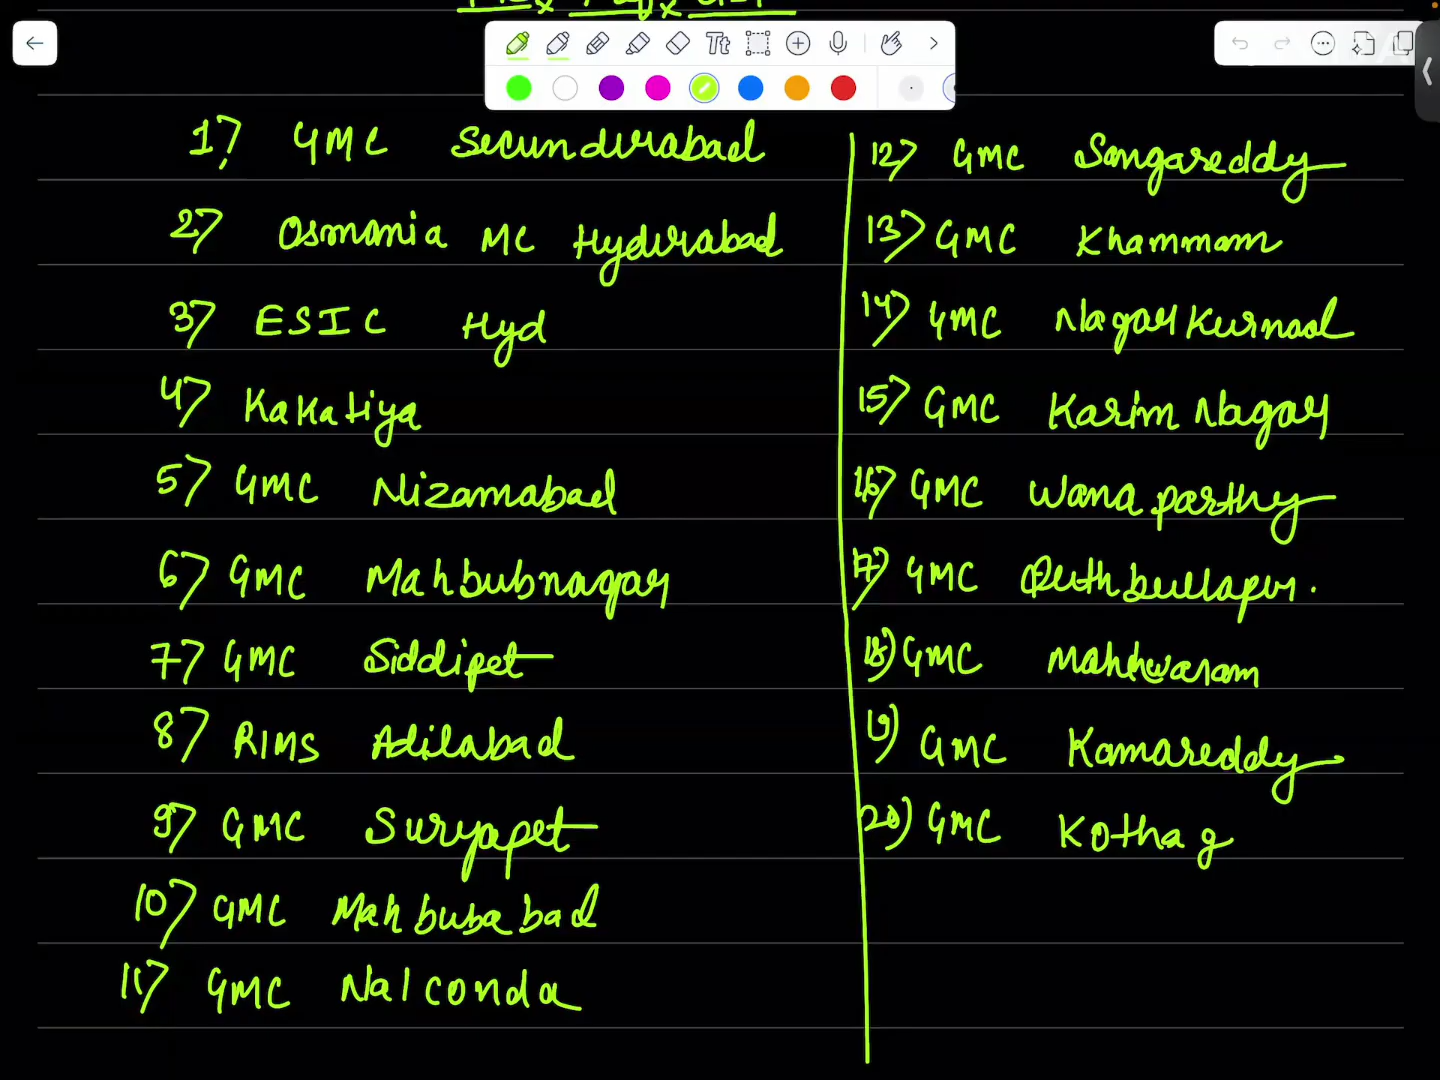 Tt
1) GMC Secunderabad
2) Osmania MC Hyderabad
3) ESIC Hyd
4) Kakatiya
5) GMC Nizamabad
6) GMC Mahbubnagar
7) GMC Siddipet
8) RIMS Adilabad
9) GMC Suryapet
10) GMC Mahbubabad
11) GMC Nalconda
12) GMC Sangareddy
13) GMC Khammam
14) GMC Nagarkurnool
15) GMC Karim Nagar
16) GMC Wanaparthy
17) GMC Quthbullapur.
18) GMC
19) GMC Kamareddy
20) GMC Kothag